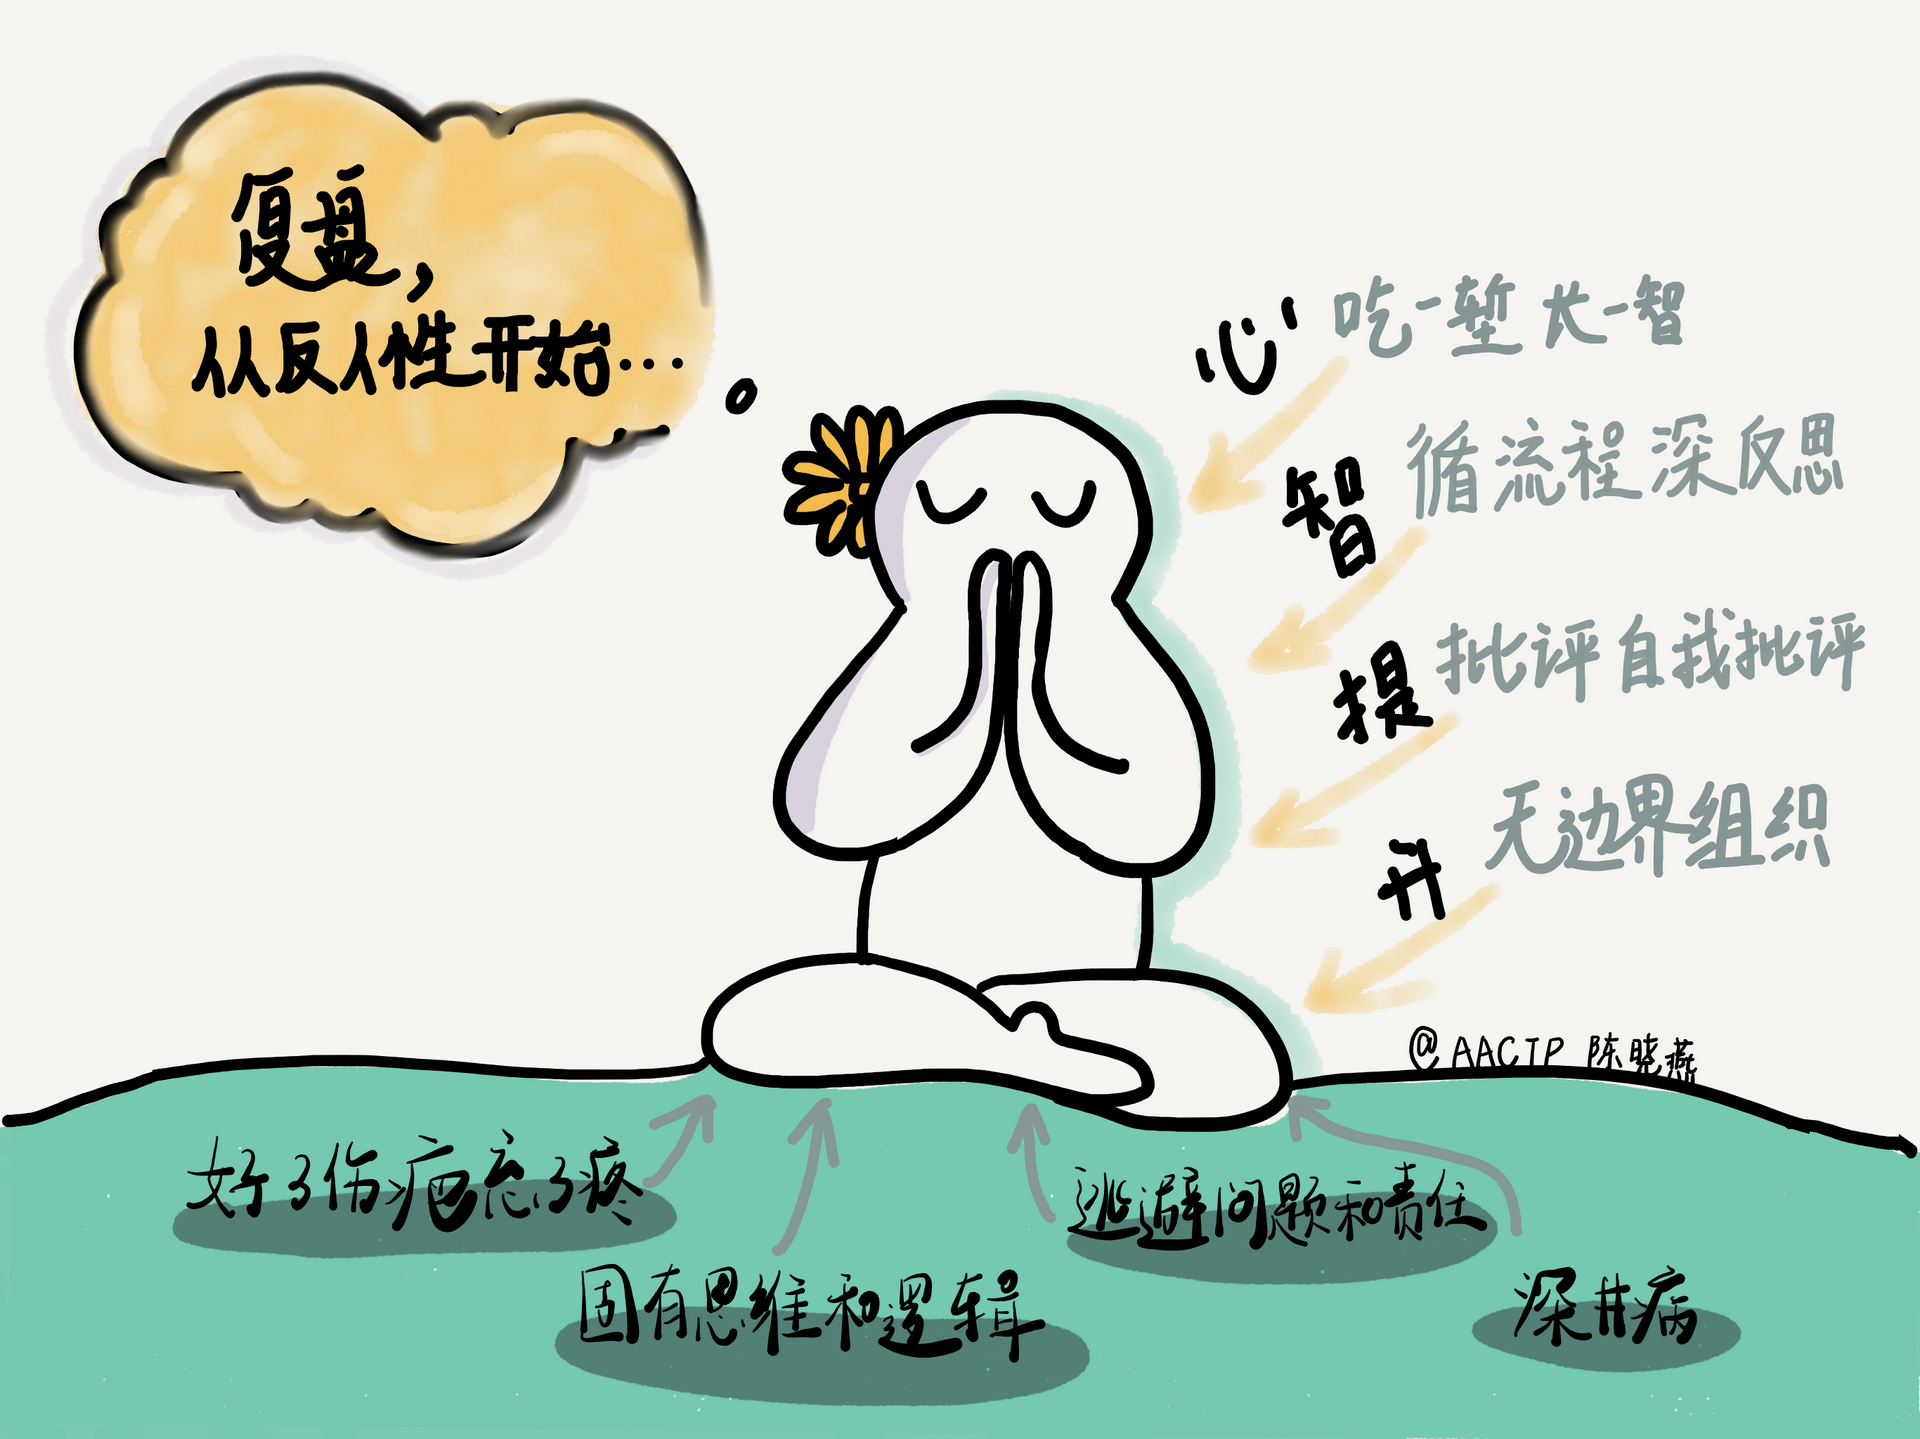 复盘，
从反人性开始…
心
吃一堑长一智
智
循流程深反思
提
批评自我批评
升
无边界组织
@AACTP 陈晓燕
好了伤疤忘了疼
逃避问题和责任
固有思维和逻辑
深井病